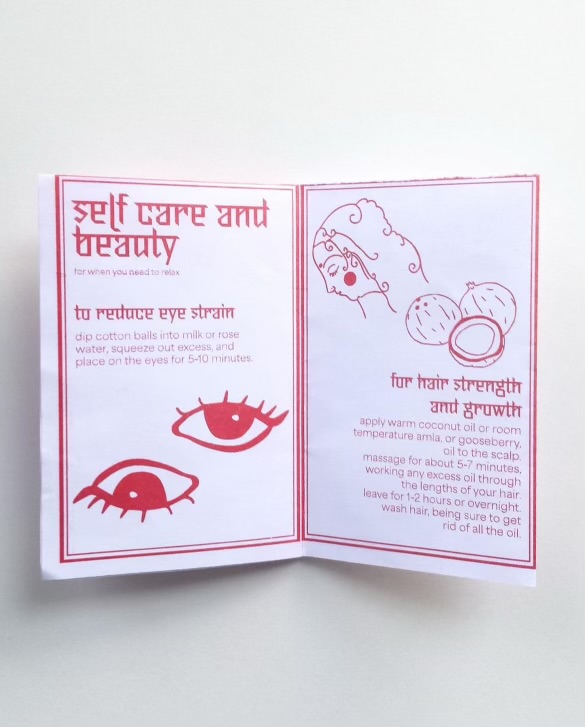 self care and
beauty
for when you need to relax
to reduce eye strain
dip cotton balls into milk or rose
water, squeeze out excess, and
place on the eyes for 5-10 minutes.
for hair strength
and growth
apply warm coconut oil or room
temperature amla, or gooseberry,
oil to the scalp.
massage for about 5-7 minutes,
working any excess oil through
the lengths of your hair.
leave for 1-2 hours or overnight.
wash hair, being sure to get
rid of all the oil.